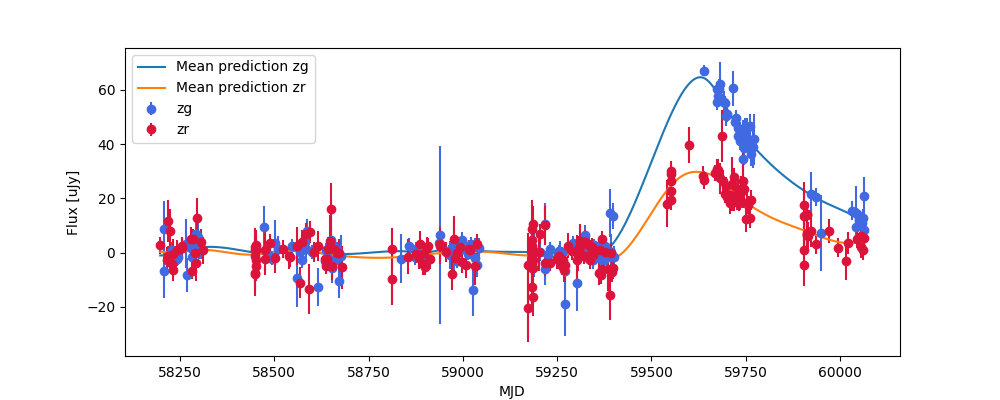 Mean prediction zg
Mean prediction zr
zg
zr
Flux [uJy]
60
40
20
0
−20
58250 58500 58750 59000 59250 59500 59750 60000
MJD